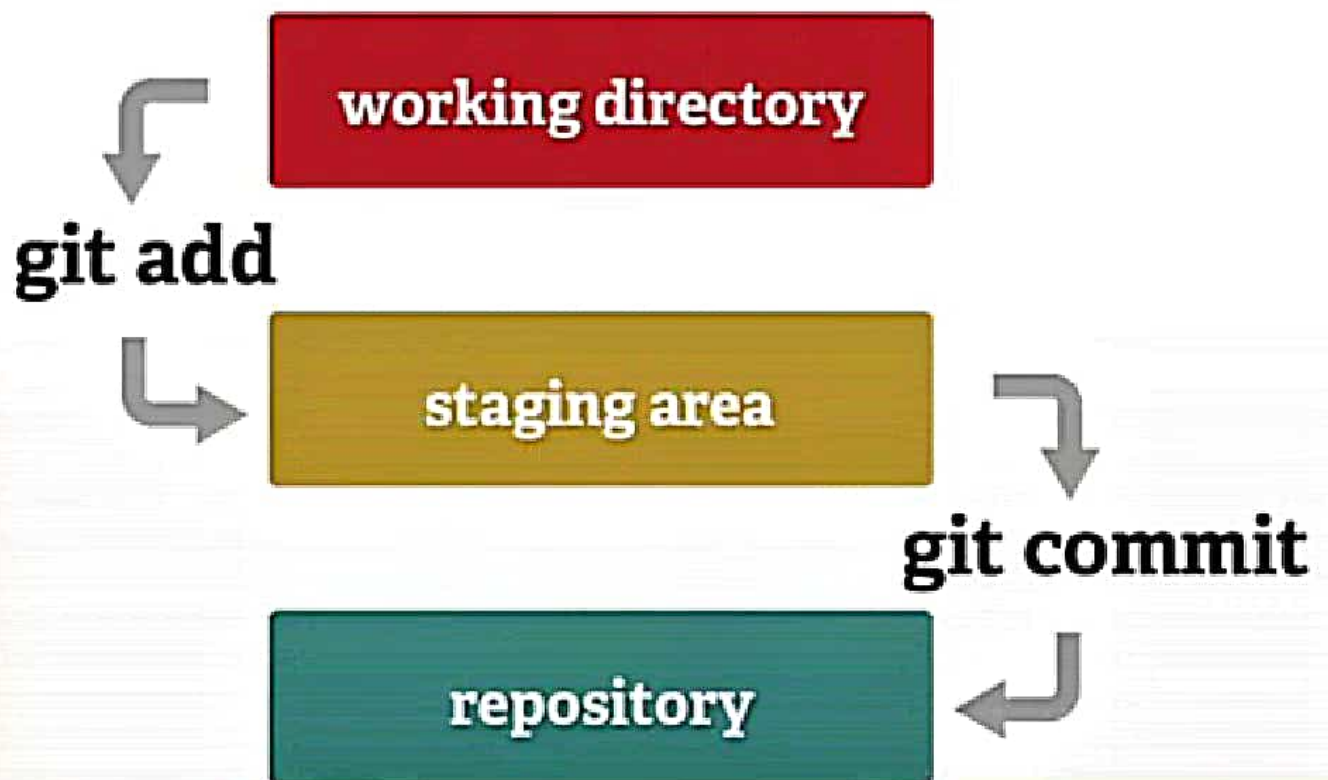 working directory
git add
staging area
git commit
repository